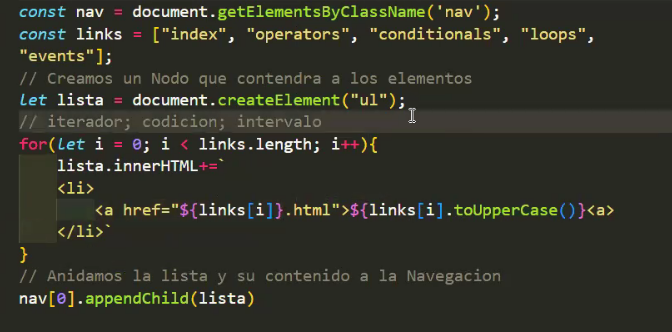 const nav = document.getElementsByClassName('nav');
const links = ["index", "operators", "conditionals", "loops",
"events"];
// Creamos un Nodo que contendra a los elementos
let lista = document.createElement("ul");
// iterador; codicion; intervalo
for(let i = 0; i < links.length; i++){
    lista.innerHTML+=`
    <li>
        <a href="${links[i]}.html">${links[i].toUpperCase()}<a>
    </li>`
}
// Anidamos la lista y su contenido a la Navegacion
nav[0].appendChild(lista)